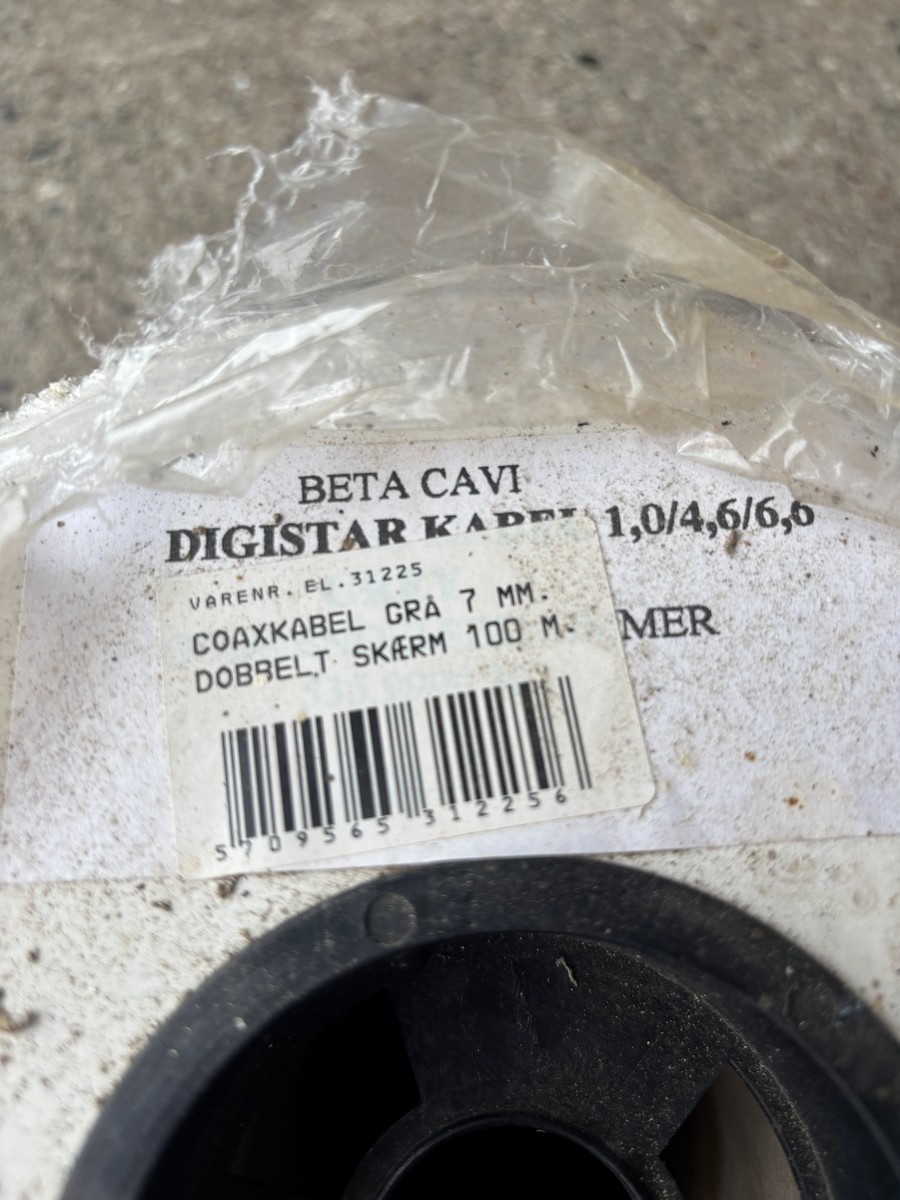 BETA CAVI
DIGISTAR KABEL 1,0/4,6/6,6
MER
VARENR. EL.31225
COAXKABEL GRÅ 7 MM.
DOBBELT SKÆRM 100 M.
5709565 312256